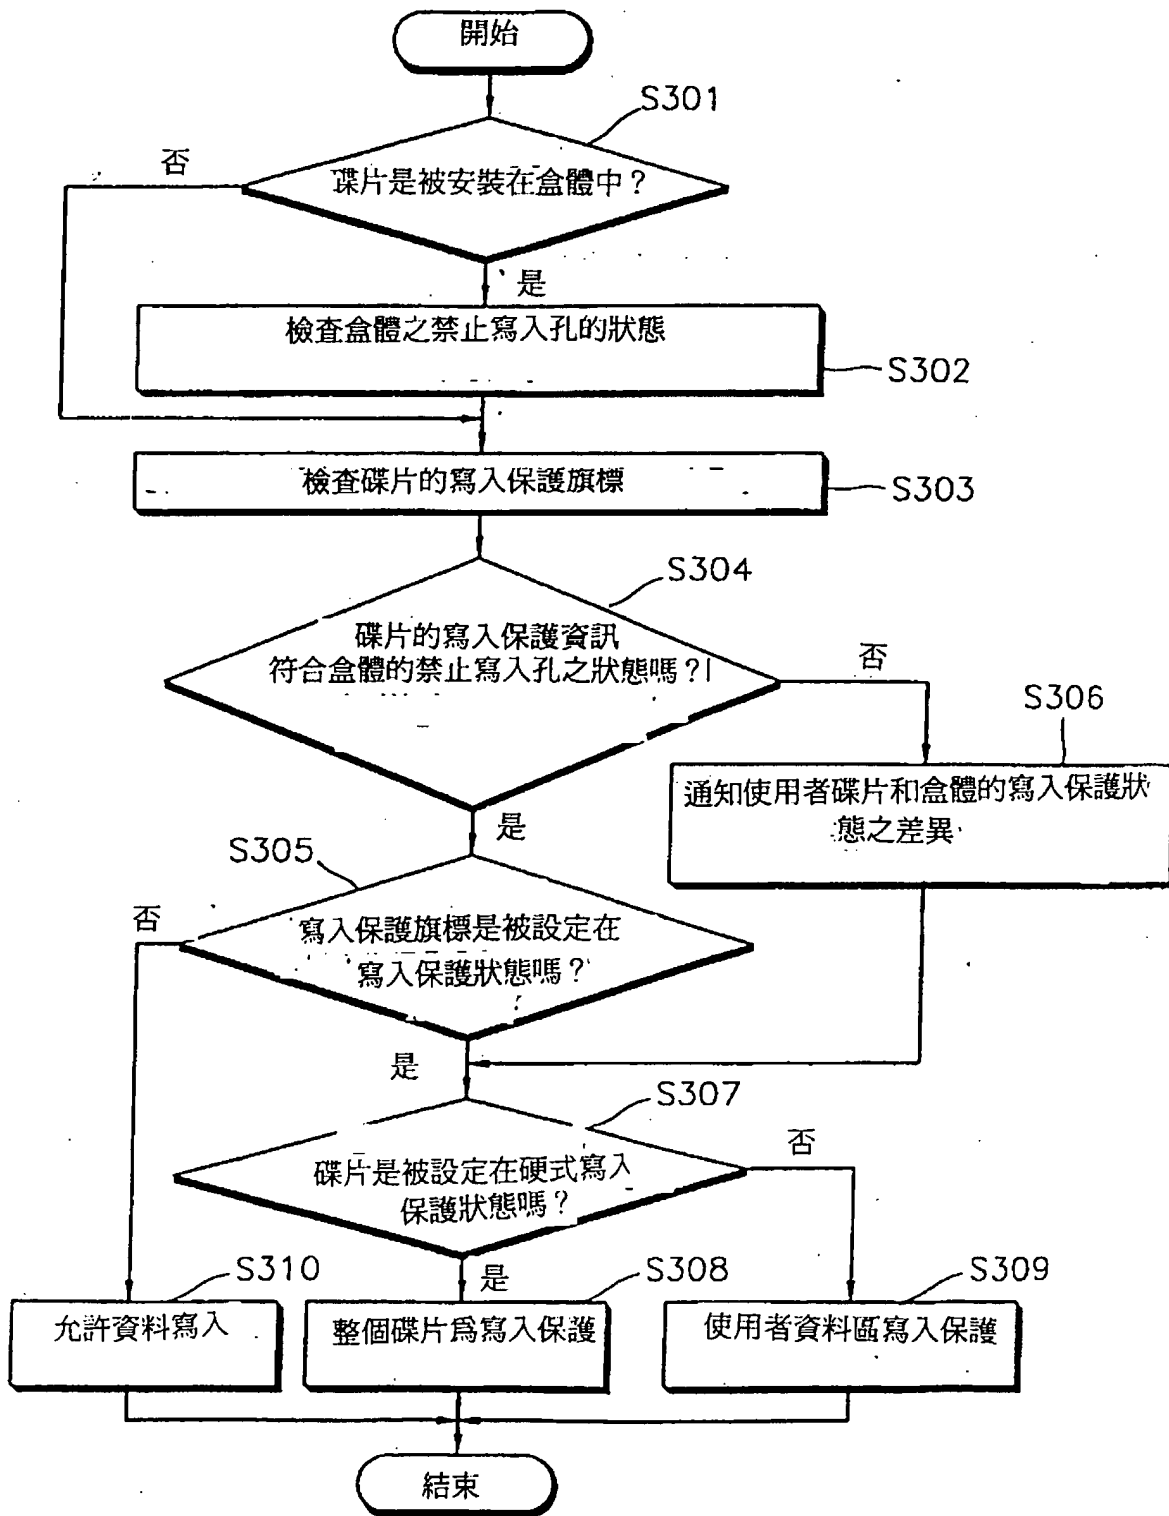 開始
S301
否
碟片是被安裝在盒體中？
是
檢查盒體之禁止寫入孔的狀態
S302
檢查碟片的寫入保護旗標
S303
S304
碟片的寫入保護資訊
符合盒體的禁止寫入孔之狀態嗎？
否
S306
通知使用者碟片和盒體的寫入保護狀
態之差異
是
S305
否
寫入保護旗標是被設定在
寫入保護狀態嗎？
是
S307
否
碟片是被設定在硬式寫入
保護狀態嗎？
S310
是
S308
S309
允許資料寫入
整個碟片為寫入保護
使用者資料區寫入保護
結束